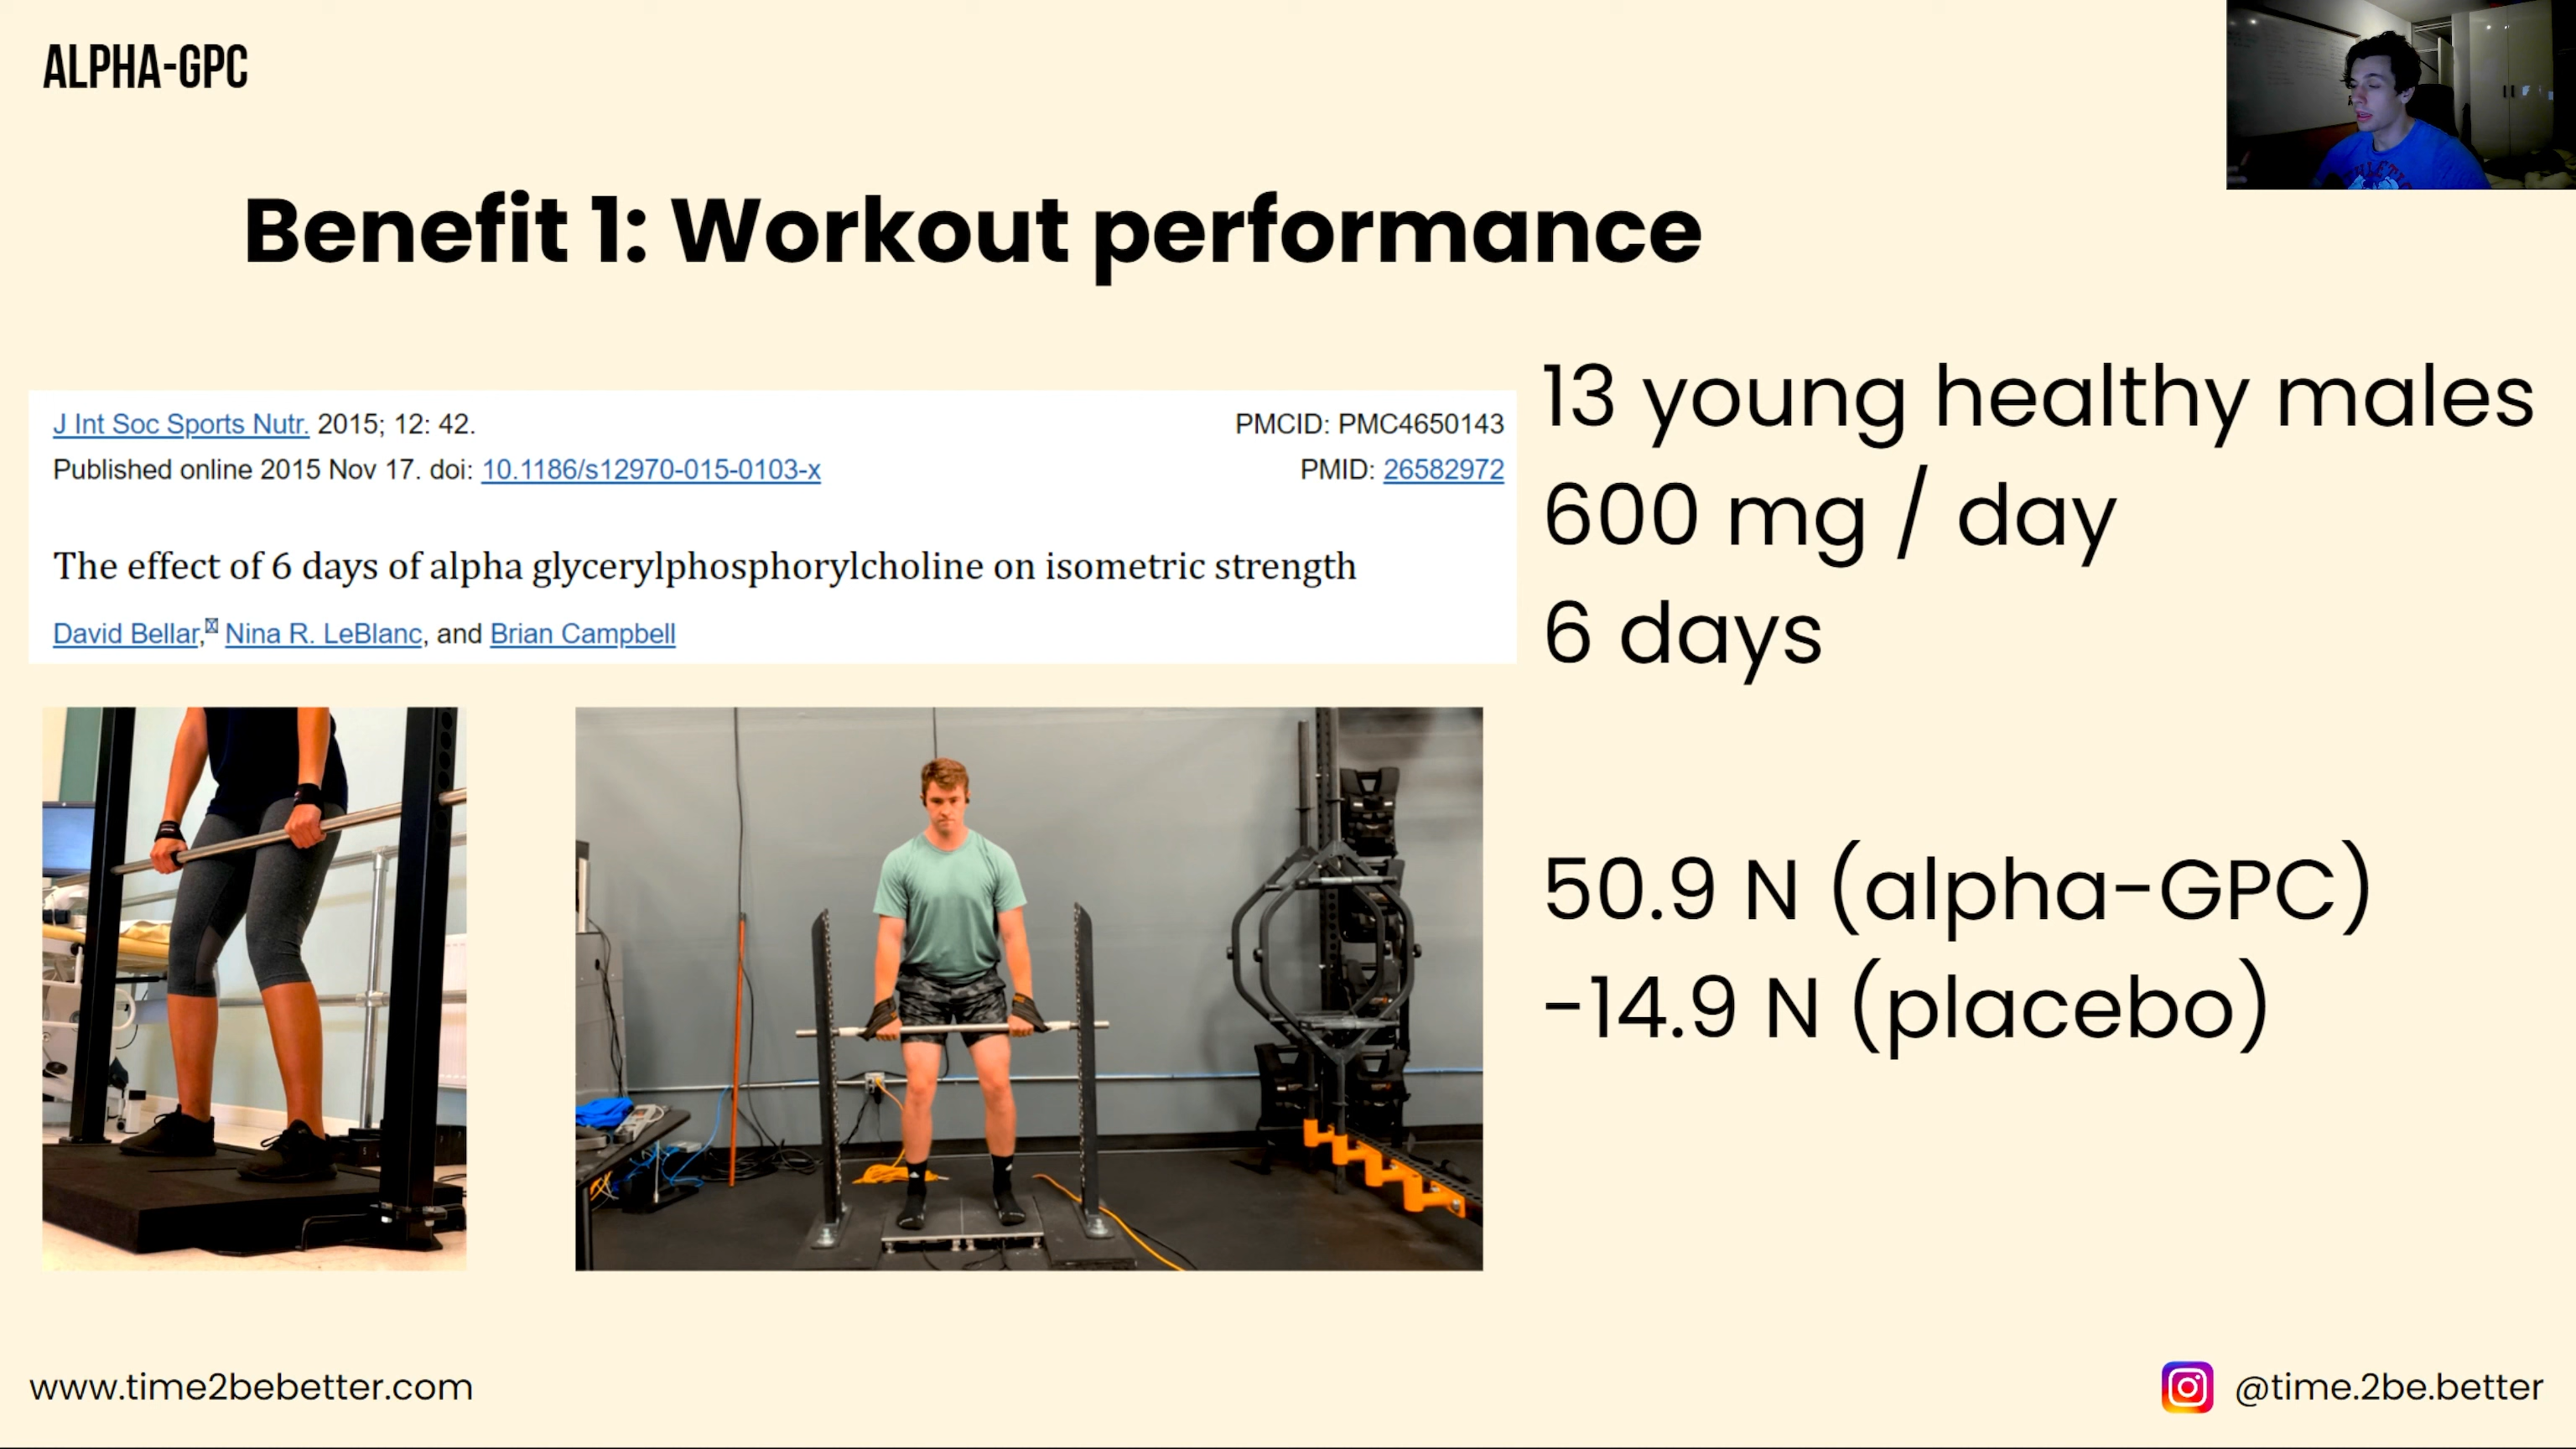 ALPHA-GPC
Benefit 1: Workout performance
J Int Soc Sports Nutr. 2015; 12: 42.
PMCID: PMC4650143
Published online 2015 Nov 17. doi: 10.1186/s12970-015-0103-x
PMID: 26582972
The effect of 6 days of alpha glycerylphosphorylcholine on isometric strength
David Bellar, Nina R. LeBlanc, and Brian Campbell
13 young healthy males
600 mg / day
6 days
50.9 N (alpha-GPC)
-14.9 N (placebo)
www.time2bebetter.com
@time.2be.better